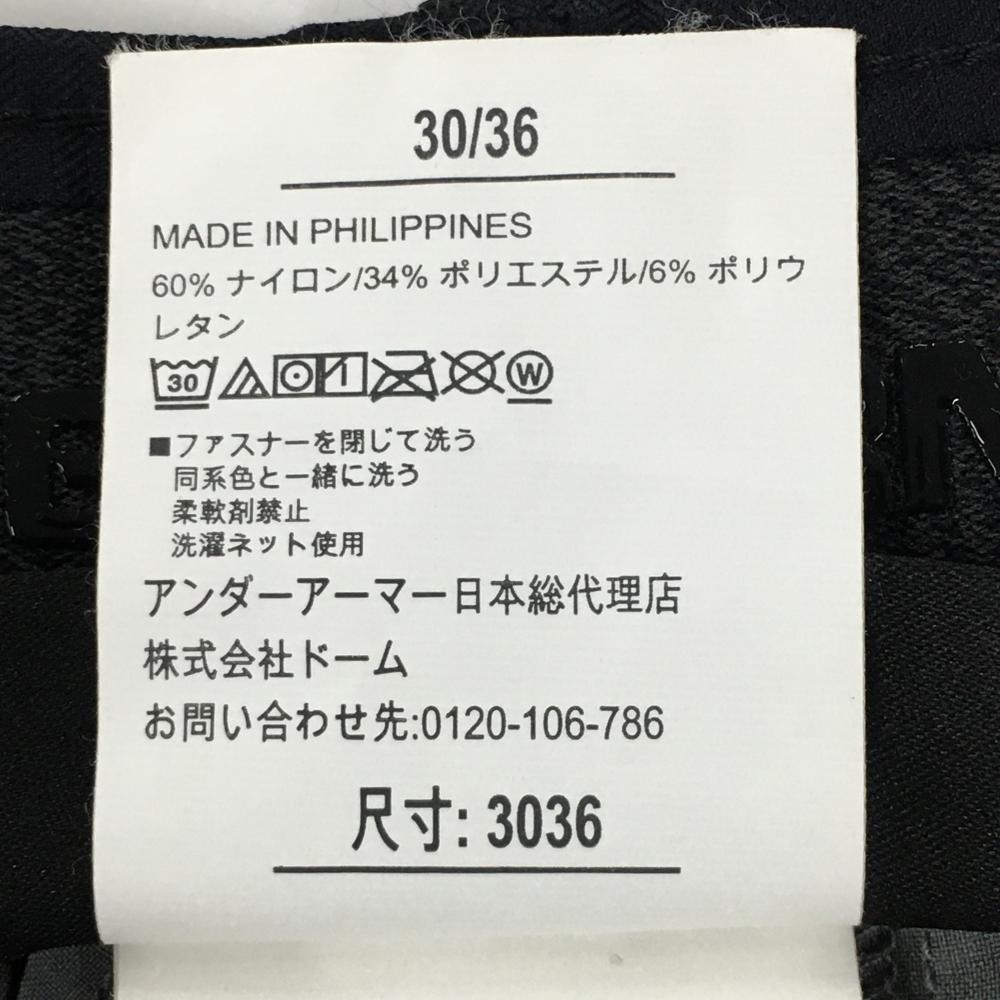 30/36
MADE IN PHILIPPINES
60% ナイロン/34% ポリエステル/6% ポリウ
レタン
30 W
■ファスナーを閉じて洗う
同系色と一緒に洗う
柔軟剤禁止
洗濯ネット使用
アンダーアーマー日本総代理店
株式会社ドーム
お問い合わせ先:0120-106-786
尺寸: 3036